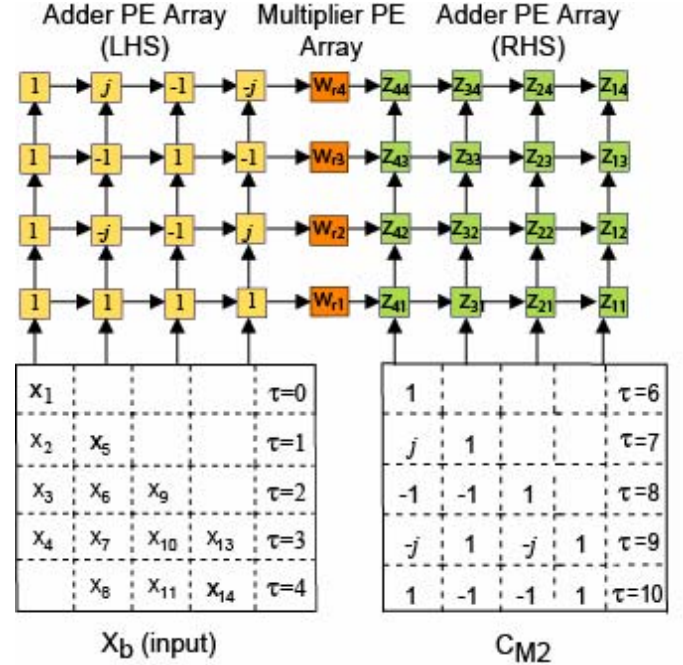 Adder PE Array (LHS) Multiplier PE Array Adder PE Array (RHS)
1 j -1 -j Wr4 Z44 Z34 Z24 Z14
1 -1 1 -1 Wr3 Z43 Z33 Z23 Z13
1 -j -1 j Wr2 Z42 Z32 Z22 Z12
1 1 1 1 Wr1 Z41 Z31 Z21 Z11
X1 τ=0 1 τ=6
X2 X5 τ=1 j 1 τ=7
X3 X6 X9 τ=2 -1 -1 1 τ=8
X4 X7 X10 X13 τ=3 -j 1 -j 1 τ=9
X8 X11 X14 τ=4 1 -1 -1 1 τ=10
Xb (input) CM2